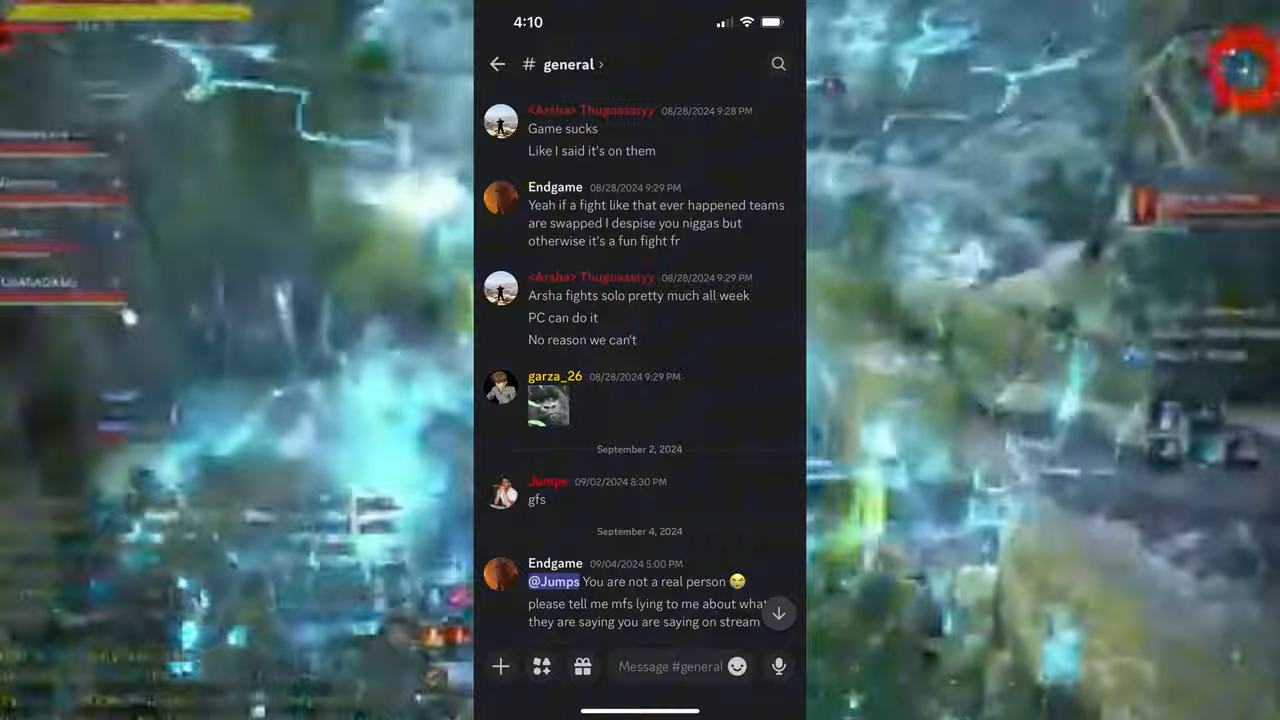 4:10
# general ›
<Arsha> Thugnasstyy 08/28/2024 9:28 PM
Game sucks
Like I said it's on them
Endgame 08/28/2024 9:29 PM
Yeah if a fight like that ever happened teams
are swapped I despise you niggas but
otherwise it's a fun fight fr
<Arsha> Thugnasstyy 08/28/2024 9:29 PM
Arsha fights solo pretty much all week
PC can do it
No reason we can't
garza_26 08/28/2024 9:29 PM
September 2, 2024
Jumps 09/02/2024 8:30 PM
gfs
September 4, 2024
Endgame 09/04/2024 5:00 PM
@Jumps You are not a real person 😭
please tell me mfs lying to me about what
they are saying you are saying on stream
Message #general